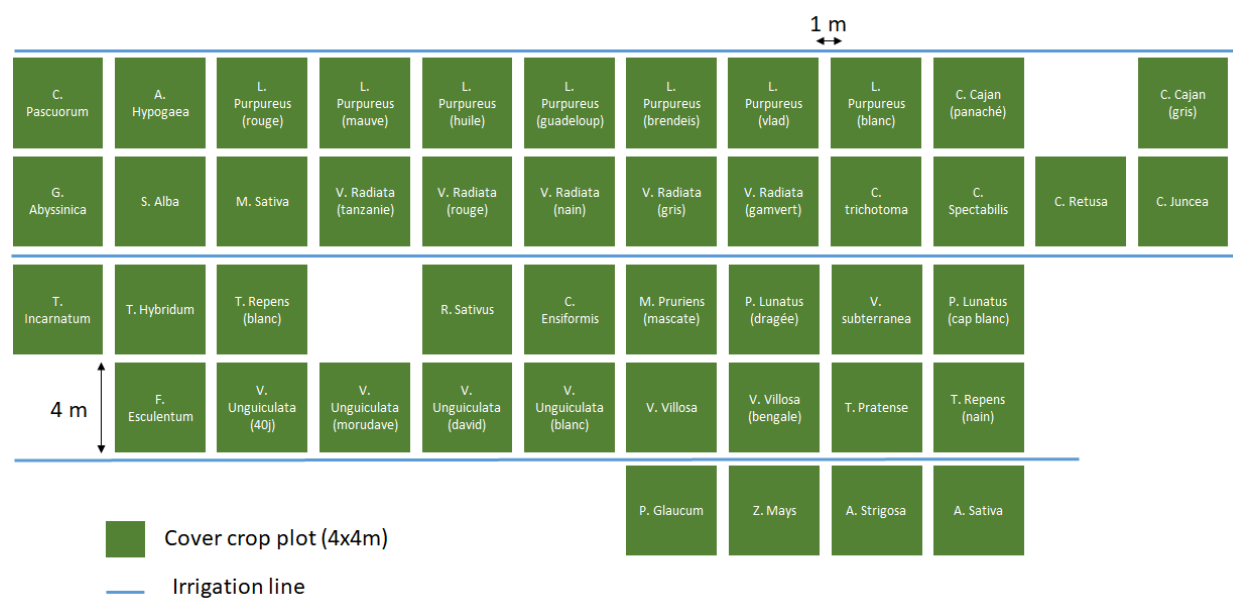 1 m
C.
Pascuorum
A.
Hypogaea
L.
Purpureus
(rouge)
L.
Purpureus
(mauve)
L.
Purpureus
(huile)
L.
Purpureus
(guadeloup)
L.
Purpureus
(brendeis)
L.
Purpureus
(vlad)
L.
Purpureus
(blanc)
C. Cajan
(panaché)
C. Cajan
(gris)
G.
Abyssinica
S. Alba
M. Sativa
V. Radiata
(tanzanie)
V. Radiata
(rouge)
V. Radiata
(nain)
V. Radiata
(gris)
V. Radiata
(gamvert)
C.
trichotoma
C.
Spectabilis
C. Retusa
C. Juncea
T.
Incarnatum
T. Hybridum
T. Repens
(blanc)
R. Sativus
C.
Ensiformis
M. Pruriens
(mascate)
P. Lunatus
(dragée)
V.
subterranea
P. Lunatus
(cap blanc)
4 m
F.
Esculentum
V.
Unguiculata
(40j)
V.
Unguiculata
(morudave)
V.
Unguiculata
(david)
V.
Unguiculata
(blanc)
V. Villosa
V. Villosa
(bengale)
T. Pratense
T. Repens
(nain)
P. Glaucum
Z. Mays
A. Strigosa
A. Sativa
Cover crop plot (4x4m)
Irrigation line